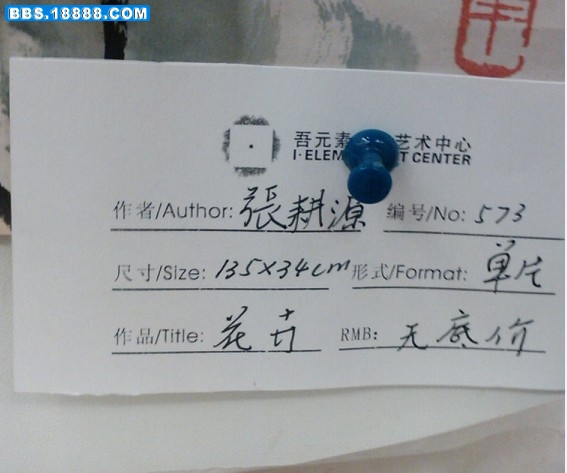 BBS.18888.COM
吾元素 艺术中心
I·ELEM CENTER
作者/Author: 張耕源 编号/No: 573
尺寸/Size: 135×34cm 形式/Format: 单片
作品/Title: 花卉 RMB: 无底价